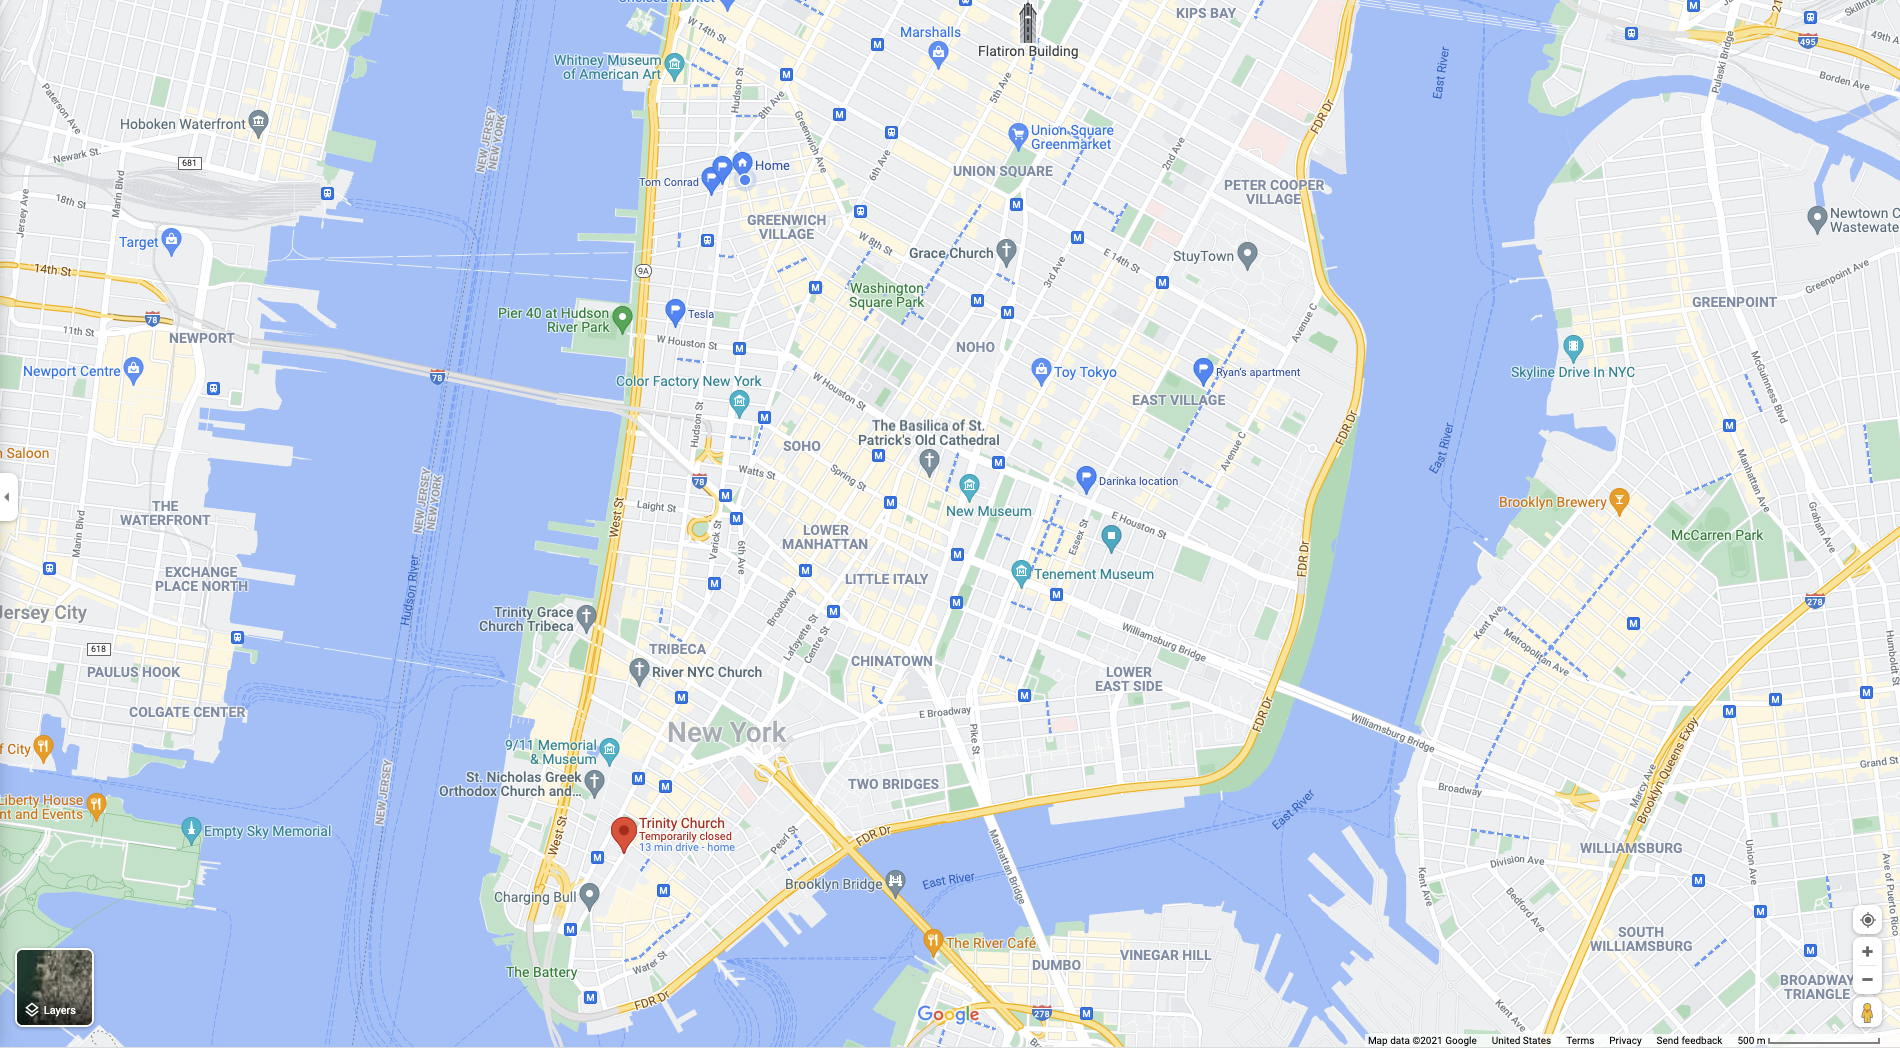 Chelsea Market
KIPS BAY
Marshalls
Flatiron Building
W 14th St
Whitney Museum
of American Art
Hudson St
8th Ave
5th Ave
Greenwich Ave
6th Ave
2nd Ave
3rd Ave
FDR Dr
East River
Pulaski Bridge
21
495
49th A
Skillma
Borden Ave
Paterson Ave
Hoboken Waterfront
Newark St.
681
Marin Blvd
Jersey Ave
18th St
NEW JERSEY
NEW YORK
Union Square
Greenmarket
UNION SQUARE
Home
Tom Conrad
PETER COOPER
VILLAGE
Newtown C
Wastewate
GREENWICH
VILLAGE
Target
W 8th St
Grace Church
E 14th St
StuyTown
14th St
9A
Greenpoint Ave
Washington
Square Park
GREENPOINT
Pier 40 at Hudson
River Park
Tesla
78
11th St
NEWPORT
Avenue C
W Houston St
NOHO
Skyline Drive In NYC
Newport Centre
78
Color Factory New York
W Houston St
Toy Tokyo
Ryan's apartment
EAST VILLAGE
McGuinness Blvd
Hudson St
The Basilica of St.
Patrick's Old Cathedral
SOHO
Avenue C
FDR Dr
East River
n Saloon
Watts St
Spring St
78
Darinka location
Manhattan Ave
Graham Ave
NEW JERSEY
NEW YORK
THE
WATERFRONT
Marin Blvd
West St
Laight St
New Museum
E Houston St
Brooklyn Brewery
McCarren Park
LOWER
MANHATTAN
Varick St
6th Ave
Essex St
FDR Dr
EXCHANGE
PLACE NORTH
LITTLE ITALY
Tenement Museum
Hudson River
Jersey City
Broadway
Lafayette St
Centre St
278
Trinity Grace
Church Tribeca
Kent Ave
Metropolitan Ave
Humboldt St
618
TRIBECA
Williamsburg Bridge
CHINATOWN
PAULUS HOOK
River NYC Church
LOWER
EAST SIDE
COLGATE CENTER
E Broadway
FDR Dr
Williamsburg Bridge
New York
Pike St
f City
9/11 Memorial
& Museum
Brooklyn Queens Expy
Grand St
St. Nicholas Greek
Orthodox Church and...
TWO BRIDGES
Broadway
Marcy Ave
NEW JERSEY
Liberty House
nt and Events
East River
Empty Sky Memorial
Trinity Church
Temporarily closed
13 min drive - home
West St
Pearl St
FDR Dr
Manhattan Bridge
WILLIAMSBURG
Division Ave
Union Ave
Ave of Puerto Rico
Kent Ave
Bedford Ave
Charging Bull
Brooklyn Bridge
East River
SOUTH
WILLIAMSBURG
The River Café
DUMBO
VINEGAR HILL
Water St
The Battery
FDR Dr
BROADWAY
TRIANGLE
Layers
Google
278
Kent Ave
Map data ©2021 Google
United States
Terms
Privacy
Send feedback
500 m